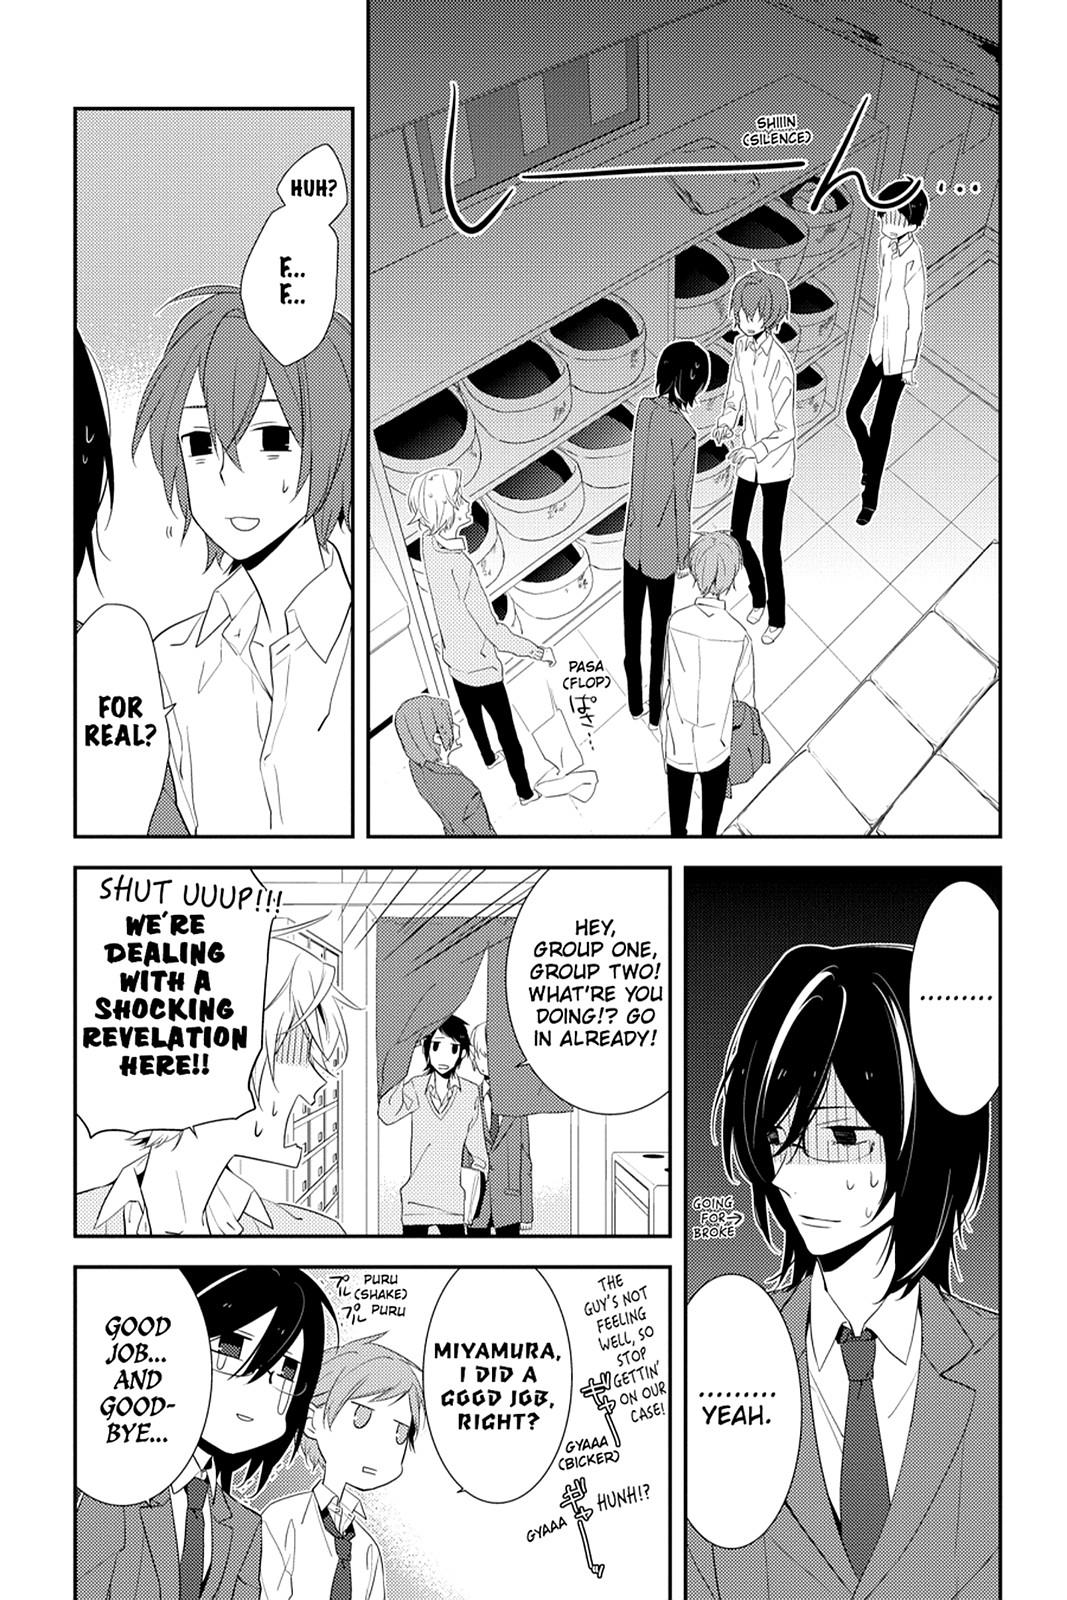 SHIIIN
(SILENCE)
しーん…
PASA
(FLOP)
ぱさ…
HUH?
F...
F...
FOR
REAL?
..........
GOING
FOR
BROKE
→
..........
YEAH.
HEY,
GROUP ONE,
GROUP TWO!
WHAT'RE YOU
DOING!? GO
IN ALREADY!
SHUT UUUP!!!
WE'RE
DEALING
WITH A
SHOCKING
REVELATION
HERE!!
THE
GUY'S NOT
FEELING
WELL, SO
STOP
GETTIN'
ON OUR
CASE!
ギャー
GYAAA
(BICKER)
HUNH!?
ギャー
GYAAA
MIYAMURA,
I DID A
GOOD JOB,
RIGHT?
プル
PURU
(SHAKE)
プル
PURU
GOOD
JOB...
AND
GOOD-
BYE...